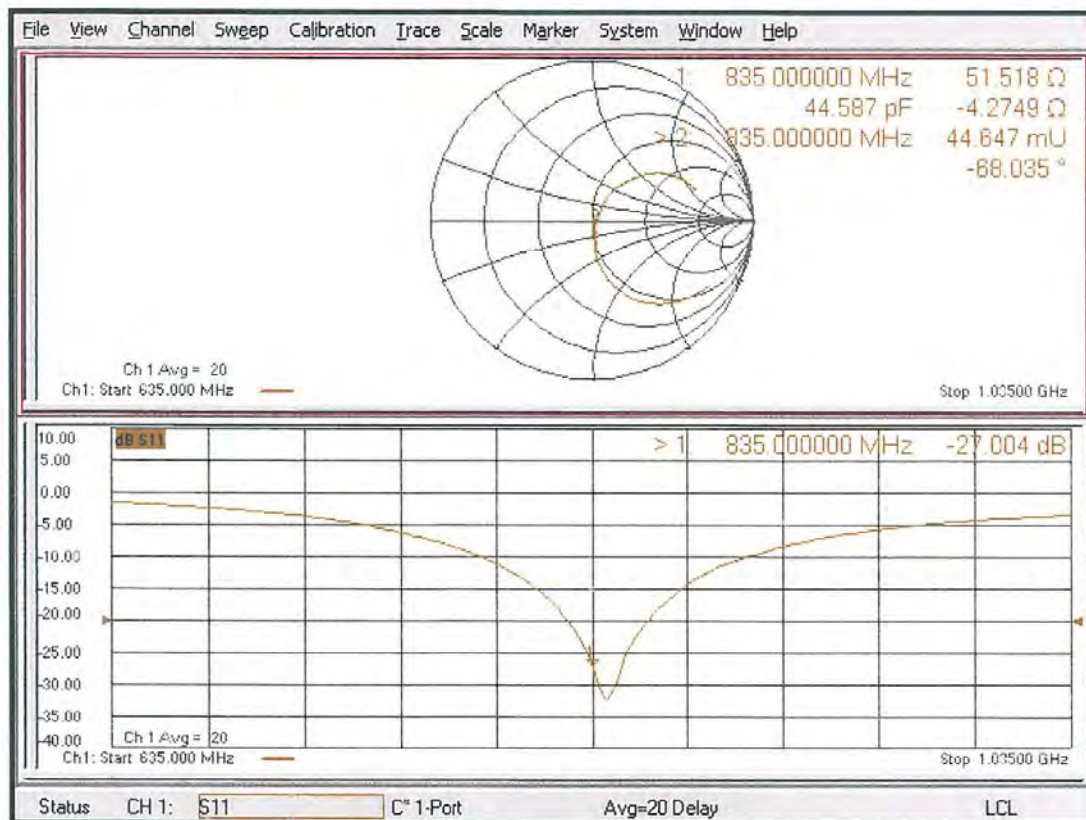 File View Channel Sweep Calibration Trace Scale Marker System Window Help
1: 835.000000 MHz 51.518 Ω
44.587 pF -4.2749 Ω
> 2: 835.000000 MHz 44.647 mU
-68.035 °
Ch 1 Avg = 20
Ch1: Start 635.000 MHz
Stop 1.03500 GHz
10.00
dB S11
> 1: 835.000000 MHz -27.004 dB
5.00
0.00
-5.00
-10.00
-15.00
-20.00
-25.00
-30.00
-35.00
-40.00
Ch 1 Avg = 20
Ch1: Start 635.000 MHz
Stop 1.03500 GHz
Status CH 1: S11 C* 1-Port Avg=20 Delay LCL